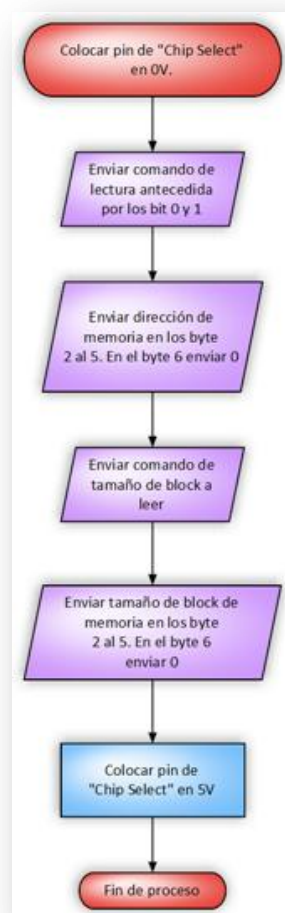 Colocar pin de "Chip Select"
en 0V.
Enviar comando de
lectura antecedida
por los bit 0 y 1
Enviar dirección de
memoria en los byte
2 al 5. En el byte 6 enviar 0
Enviar comando de
tamaño de block a
leer
Enviar tamaño de block de
memoria en los byte
2 al 5. En el byte 6
enviar 0
Colocar pin de
"Chip Select" en 5V
Fin de proceso